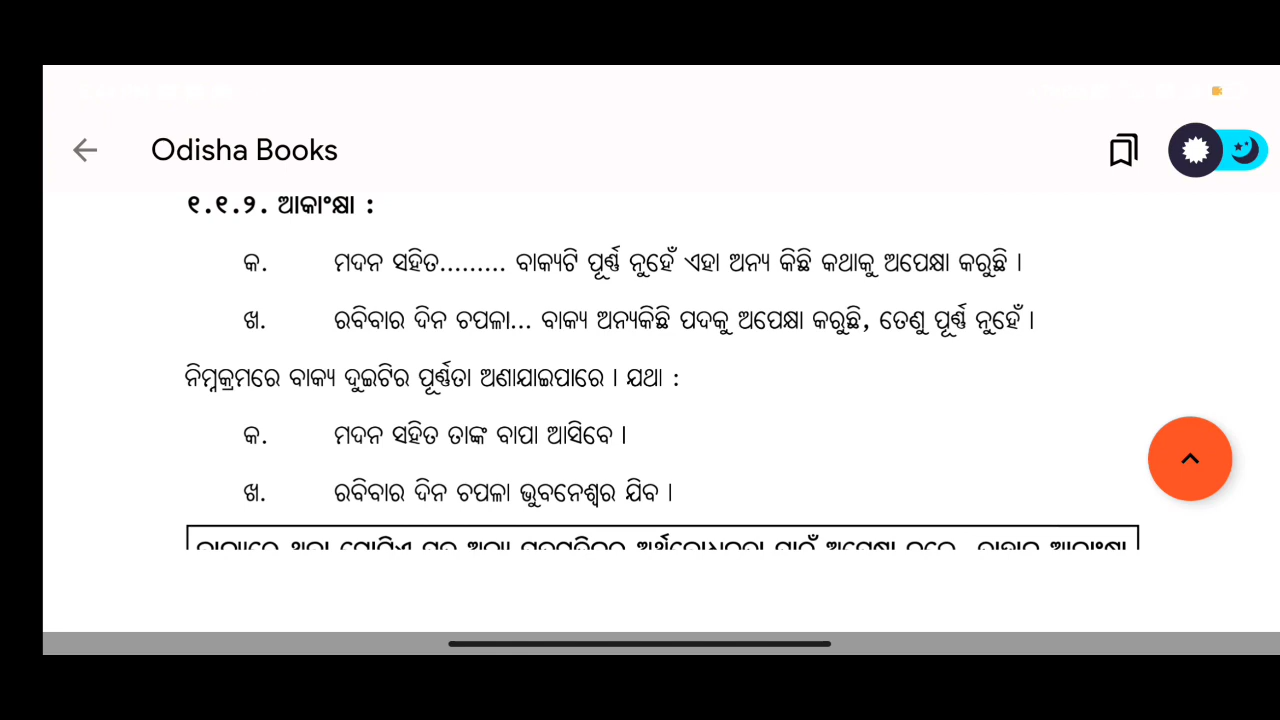 Odisha Books
୧.୧.୨. ଆକାଂକ୍ଷା :
କ. ମଦନ ସହିତ......... ବାକ୍ୟଟି ପୂର୍ଣ୍ଣ ନୁହେଁ ଏହା ଅନ୍ୟ କିଛି କଥାକୁ ଅପେକ୍ଷା କରୁଛି ।
ଖ. ରବିବାର ଦିନ ଚପଳା... ବାକ୍ୟ ଅନ୍ୟକିଛି ପଦକୁ ଅପେକ୍ଷା କରୁଛି, ତେଣୁ ପୂର୍ଣ୍ଣ ନୁହେଁ ।
ନିମ୍ନକ୍ରମରେ ବାକ୍ୟ ଦୁଇଟିର ପୂର୍ଣ୍ଣତା ଅଣାଯାଇପାରେ । ଯଥା :
କ. ମଦନ ସହିତ ତାଙ୍କ ବାପା ଆସିବେ ।
ଖ. ରବିବାର ଦିନ ଚପଳା ଭୁବନେଶ୍ୱର ଯିବ ।